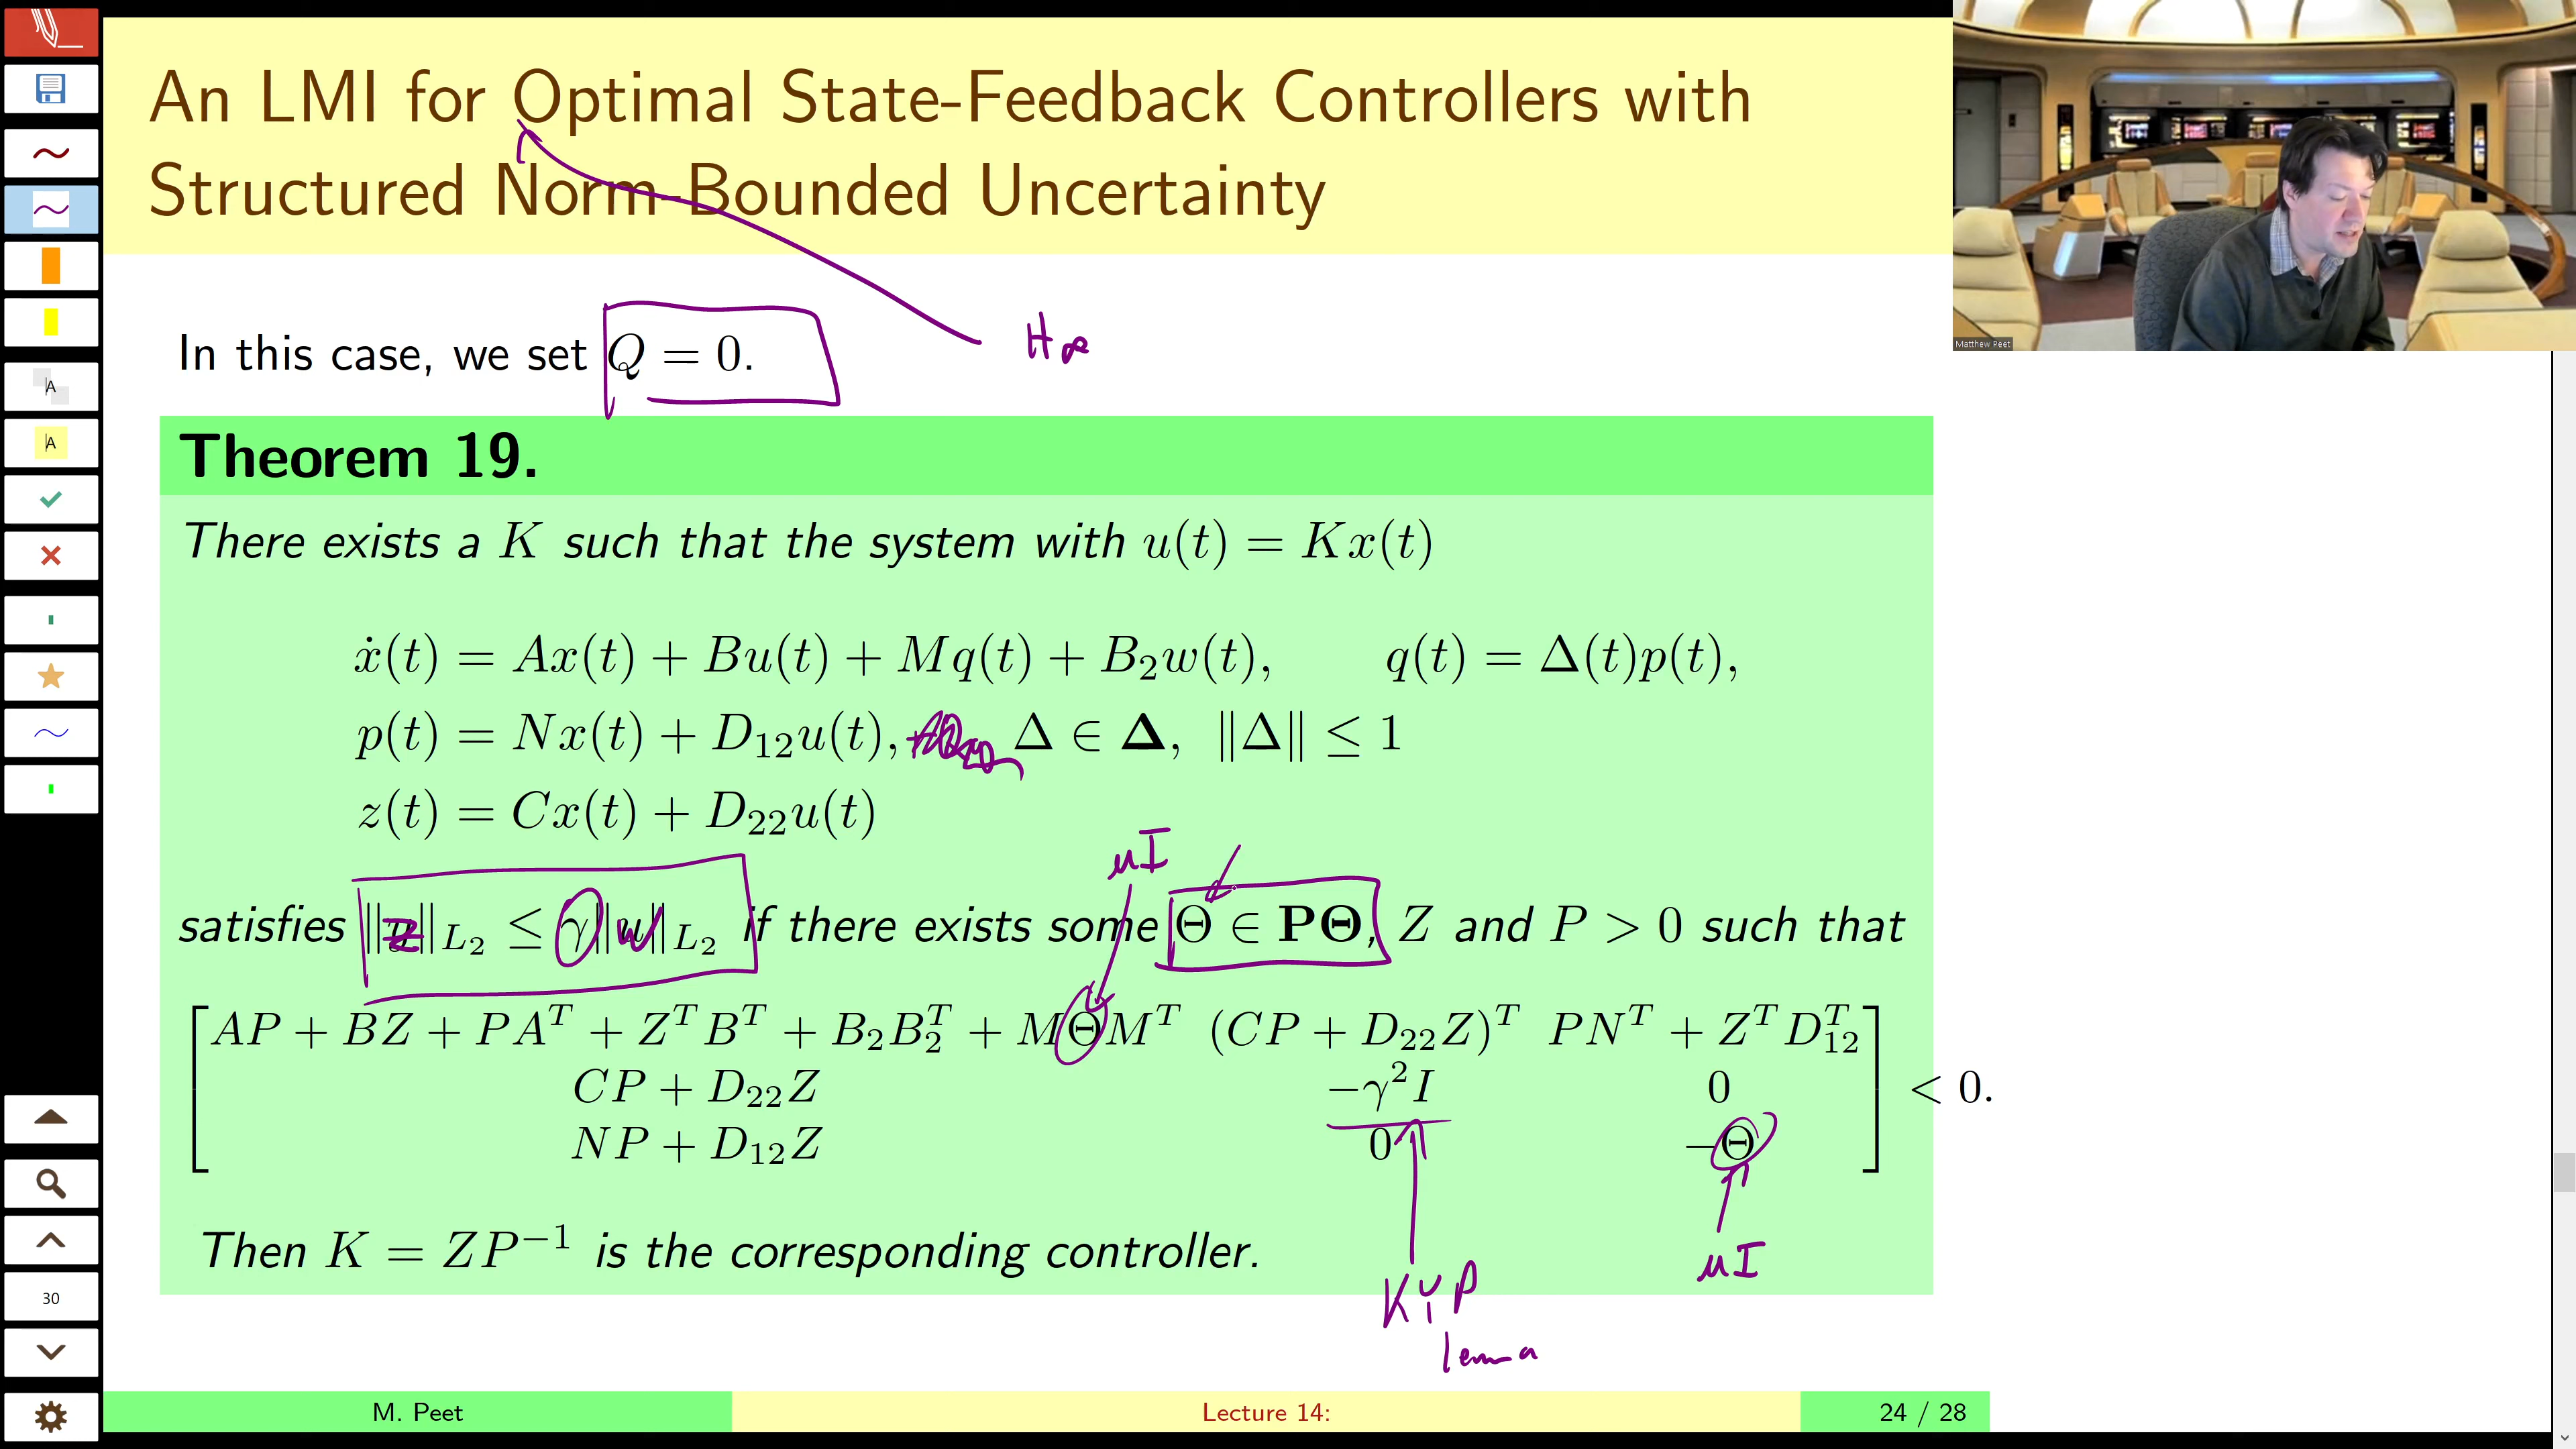 An LMI for Optimal State-Feedback Controllers with
Structured Norm-Bounded Uncertainty
Matthew Peet
In this case, we set Q = 0.
H∞
Theorem 19.
There exists a K such that the system with u(t) = Kx(t)
ẋ(t) = Ax(t) + Bu(t) + Mq(t) + B₂w(t), q(t) = Δ(t)p(t),
p(t) = Nx(t) + D₁₂u(t), Δ ∈ 𝚫, ‖Δ‖ ≤ 1
z(t) = Cx(t) + D₂₂u(t)
μI
satisfies ‖z‖_{L₂} ≤ γ‖w‖_{L₂} if there exists some Θ ∈ PΘ, Z and P > 0 such that
AP + BZ + PAᵀ + ZᵀBᵀ + B₂B₂ᵀ + MΘMᵀ (CP + D₂₂Z)ᵀ PNᵀ + ZᵀD₁₂ᵀ
CP + D₂₂Z −γ²I 0 < 0.
NP + D₁₂Z 0 −Θ
Then K = ZP⁻¹ is the corresponding controller.
μI
KYP
lemma
30
M. Peet Lecture 14: 24 / 28